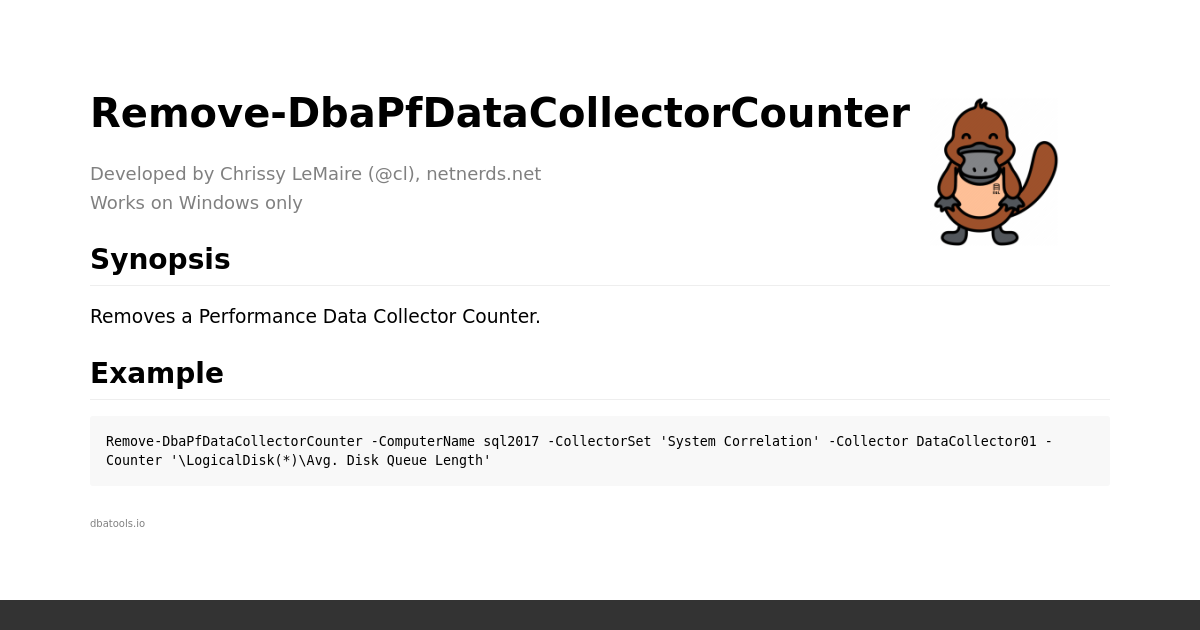 Remove-DbaPfDataCollectorCounter
Developed by Chrissy LeMaire (@cl), netnerds.net
Works on Windows only
Synopsis
Removes a Performance Data Collector Counter.
Example
Remove-DbaPfDataCollectorCounter -ComputerName sql2017 -CollectorSet 'System Correlation' -Collector DataCollector01 -
Counter '\LogicalDisk(*)\Avg. Disk Queue Length'
dbatools.io